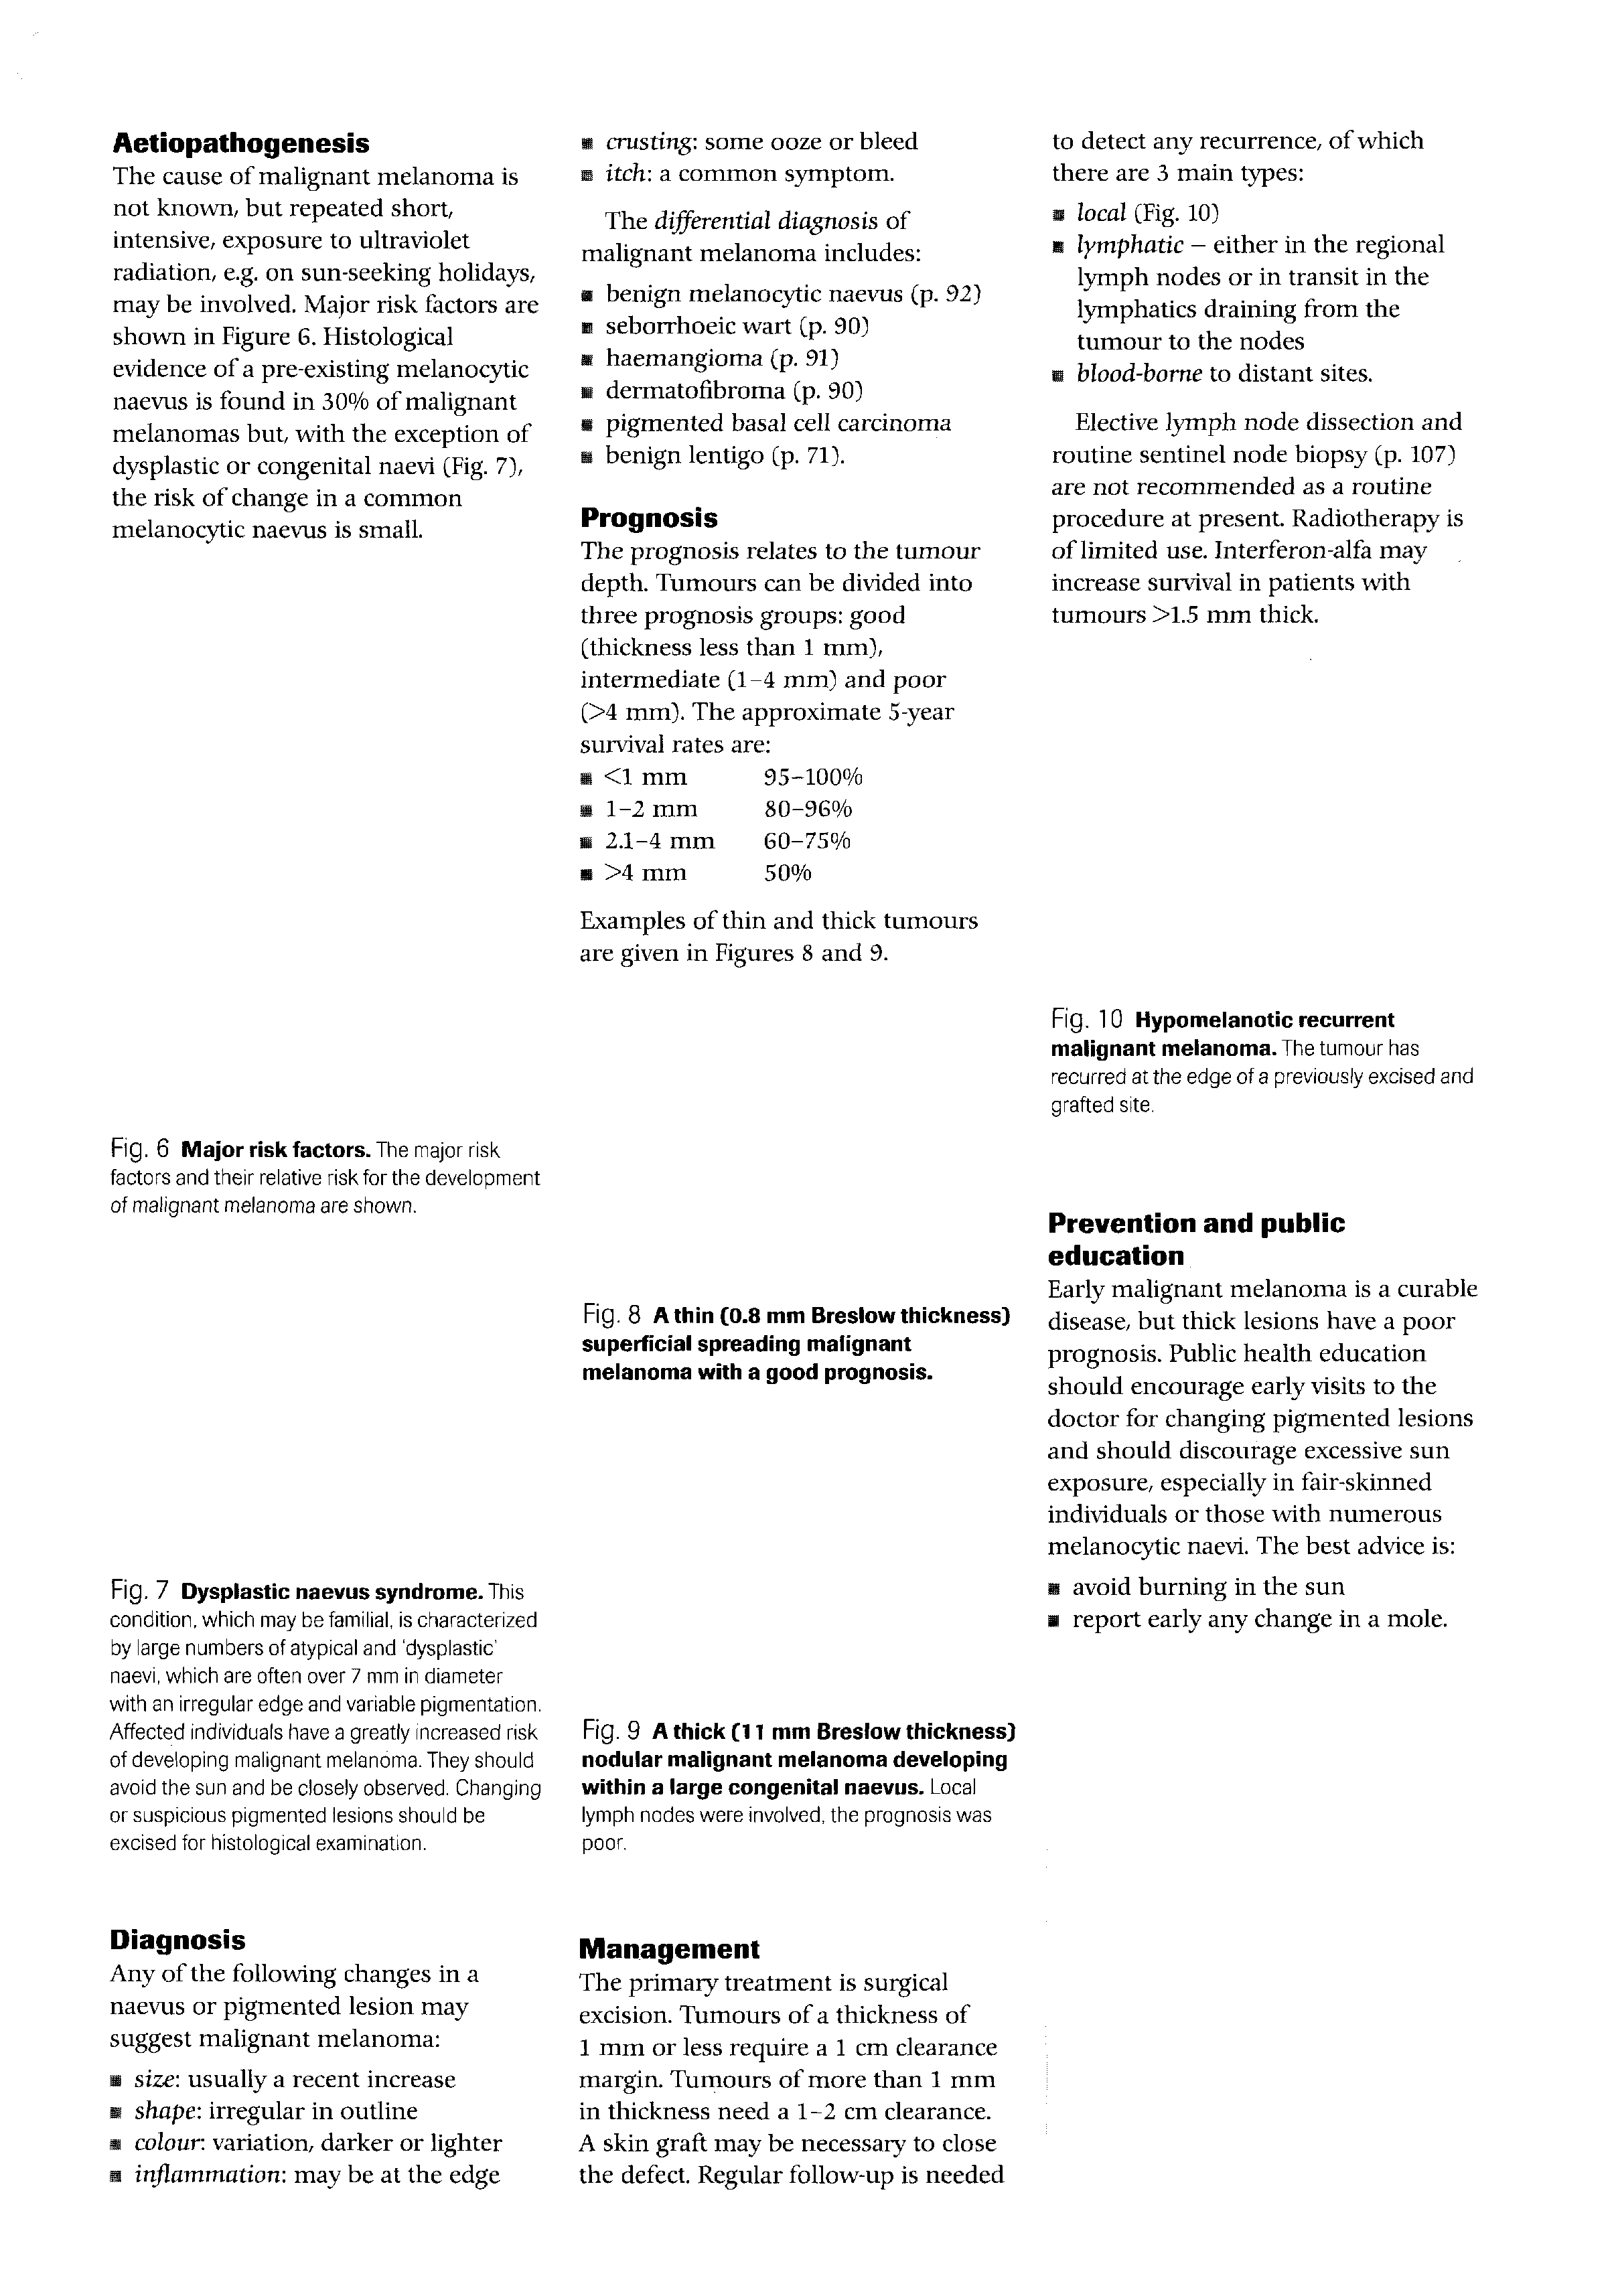 Aetiopathogenesis
The cause of malignant melanoma is
not known, but repeated short,
intensive, exposure to ultraviolet
radiation, e.g. on sun-seeking holidays,
may be involved. Major risk factors are
shown in Figure 6. Histological
evidence of a pre-existing melanocytic
naevus is found in 30% of malignant
melanomas but, with the exception of
dysplastic or congenital naevi (Fig. 7),
the risk of change in a common
melanocytic naevus is small.
Fig. 6 Major risk factors. The major risk
factors and their relative risk for the development
of malignant melanoma are shown.
Fig. 7 Dysplastic naevus syndrome. This
condition, which may be familial, is characterized
by large numbers of atypical and 'dysplastic'
naevi, which are often over 7 mm in diameter
with an irregular edge and variable pigmentation.
Affected individuals have a greatly increased risk
of developing malignant melanoma. They should
avoid the sun and be closely observed. Changing
or suspicious pigmented lesions should be
excised for histological examination.
Diagnosis
Any of the following changes in a
naevus or pigmented lesion may
suggest malignant melanoma:
■ size: usually a recent increase
■ shape: irregular in outline
■ colour: variation, darker or lighter
■ inflammation: may be at the edge
■ crusting: some ooze or bleed
■ itch: a common symptom.
The differential diagnosis of
malignant melanoma includes:
■ benign melanocytic naevus (p. 92)
■ seborrhoeic wart (p. 90)
■ haemangioma (p. 91)
■ dermatofibroma (p. 90)
■ pigmented basal cell carcinoma
■ benign lentigo (p. 71).
Prognosis
The prognosis relates to the tumour
depth. Tumours can be divided into
three prognosis groups: good
(thickness less than 1 mm),
intermediate (1–4 mm) and poor
(>4 mm). The approximate 5-year
survival rates are:
■ <1 mm 95–100%
■ 1–2 mm 80–96%
■ 2.1–4 mm 60–75%
■ >4 mm 50%
Examples of thin and thick tumours
are given in Figures 8 and 9.
Fig. 8 A thin (0.8 mm Breslow thickness)
superficial spreading malignant
melanoma with a good prognosis.
Fig. 9 A thick (11 mm Breslow thickness)
nodular malignant melanoma developing
within a large congenital naevus. Local
lymph nodes were involved, the prognosis was
poor.
Management
The primary treatment is surgical
excision. Tumours of a thickness of
1 mm or less require a 1 cm clearance
margin. Tumours of more than 1 mm
in thickness need a 1–2 cm clearance.
A skin graft may be necessary to close
the defect. Regular follow-up is needed
to detect any recurrence, of which
there are 3 main types:
■ local (Fig. 10)
■ lymphatic – either in the regional
lymph nodes or in transit in the
lymphatics draining from the
tumour to the nodes
■ blood-borne to distant sites.
Elective lymph node dissection and
routine sentinel node biopsy (p. 107)
are not recommended as a routine
procedure at present. Radiotherapy is
of limited use. Interferon-alfa may
increase survival in patients with
tumours >1.5 mm thick.
Fig. 10 Hypomelanotic recurrent
malignant melanoma. The tumour has
recurred at the edge of a previously excised and
grafted site.
Prevention and public
education
Early malignant melanoma is a curable
disease, but thick lesions have a poor
prognosis. Public health education
should encourage early visits to the
doctor for changing pigmented lesions
and should discourage excessive sun
exposure, especially in fair-skinned
individuals or those with numerous
melanocytic naevi. The best advice is:
■ avoid burning in the sun
■ report early any change in a mole.